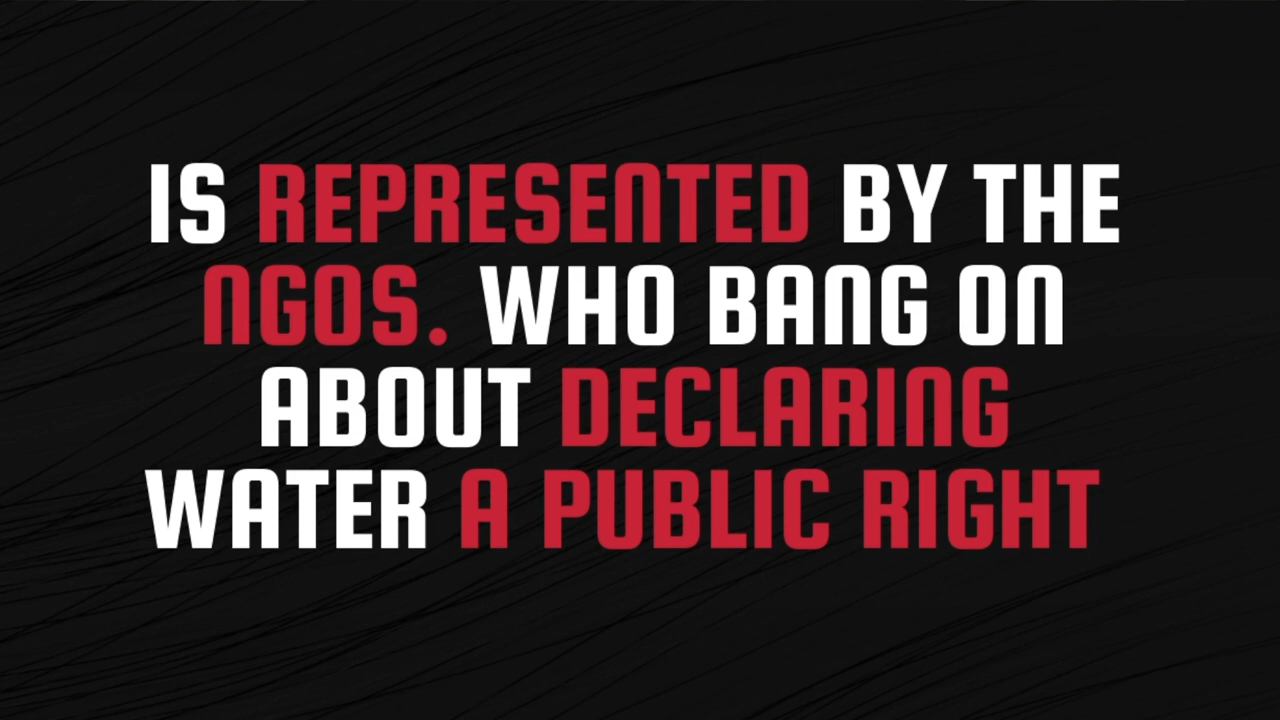 IS REPRESENTED BY THE
NGOS. WHO BANG ON
ABOUT DECLARING
WATER A PUBLIC RIGHT